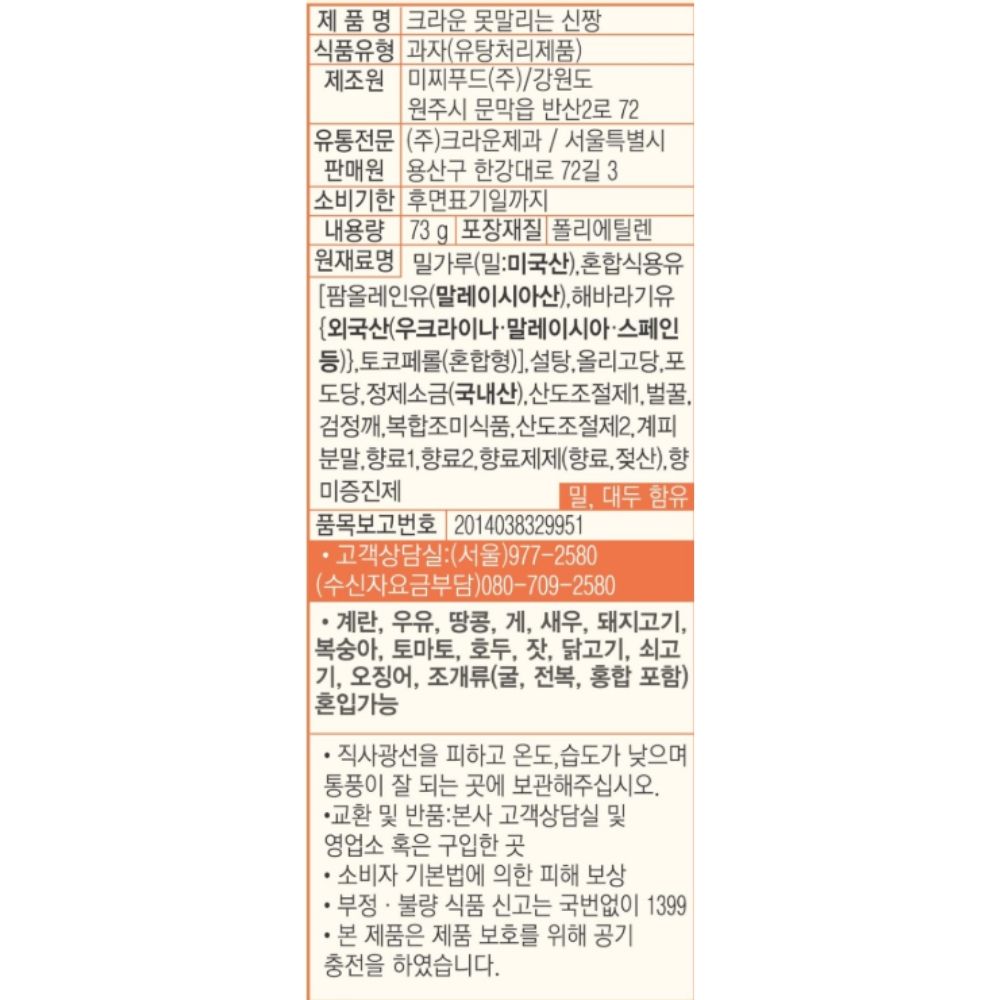 제 품 명 크라운 못말리는 신짱
식품유형 과자(유탕처리제품)
제조원 미찌푸드(주)/강원도
원주시 문막읍 반산2로 72
유통전문 (주)크라운제과 / 서울특별시
판매원 용산구 한강대로 72길 3
소비기한 후면표기일까지
내용량 73 g 포장재질 폴리에틸렌
원재료명 밀가루(밀:미국산),혼합식용유
[팜올레인유(말레이시아산),해바라기유
{외국산(우크라이나·말레이시아·스페인
등)},토코페롤(혼합형)],설탕,올리고당,포
도당,정제소금(국내산),산도조절제1,벌꿀,
검정깨,복합조미식품,산도조절제2,계피
분말,향료1,향료2,향료제제(향료,젖산),향
미증진제
밀, 대두 함유
품목보고번호 2014038329951
• 고객상담실:(서울)977-2580
(수신자요금부담)080-709-2580
• 계란, 우유, 땅콩, 게, 새우, 돼지고기,
복숭아, 토마토, 호두, 잣, 닭고기, 쇠고
기, 오징어, 조개류(굴, 전복, 홍합 포함)
혼입가능
• 직사광선을 피하고 온도,습도가 낮으며
통풍이 잘 되는 곳에 보관해주십시오.
•교환 및 반품:본사 고객상담실 및
영업소 혹은 구입한 곳
• 소비자 기본법에 의한 피해 보상
• 부정 · 불량 식품 신고는 국번없이 1399
• 본 제품은 제품 보호를 위해 공기
충전을 하였습니다.